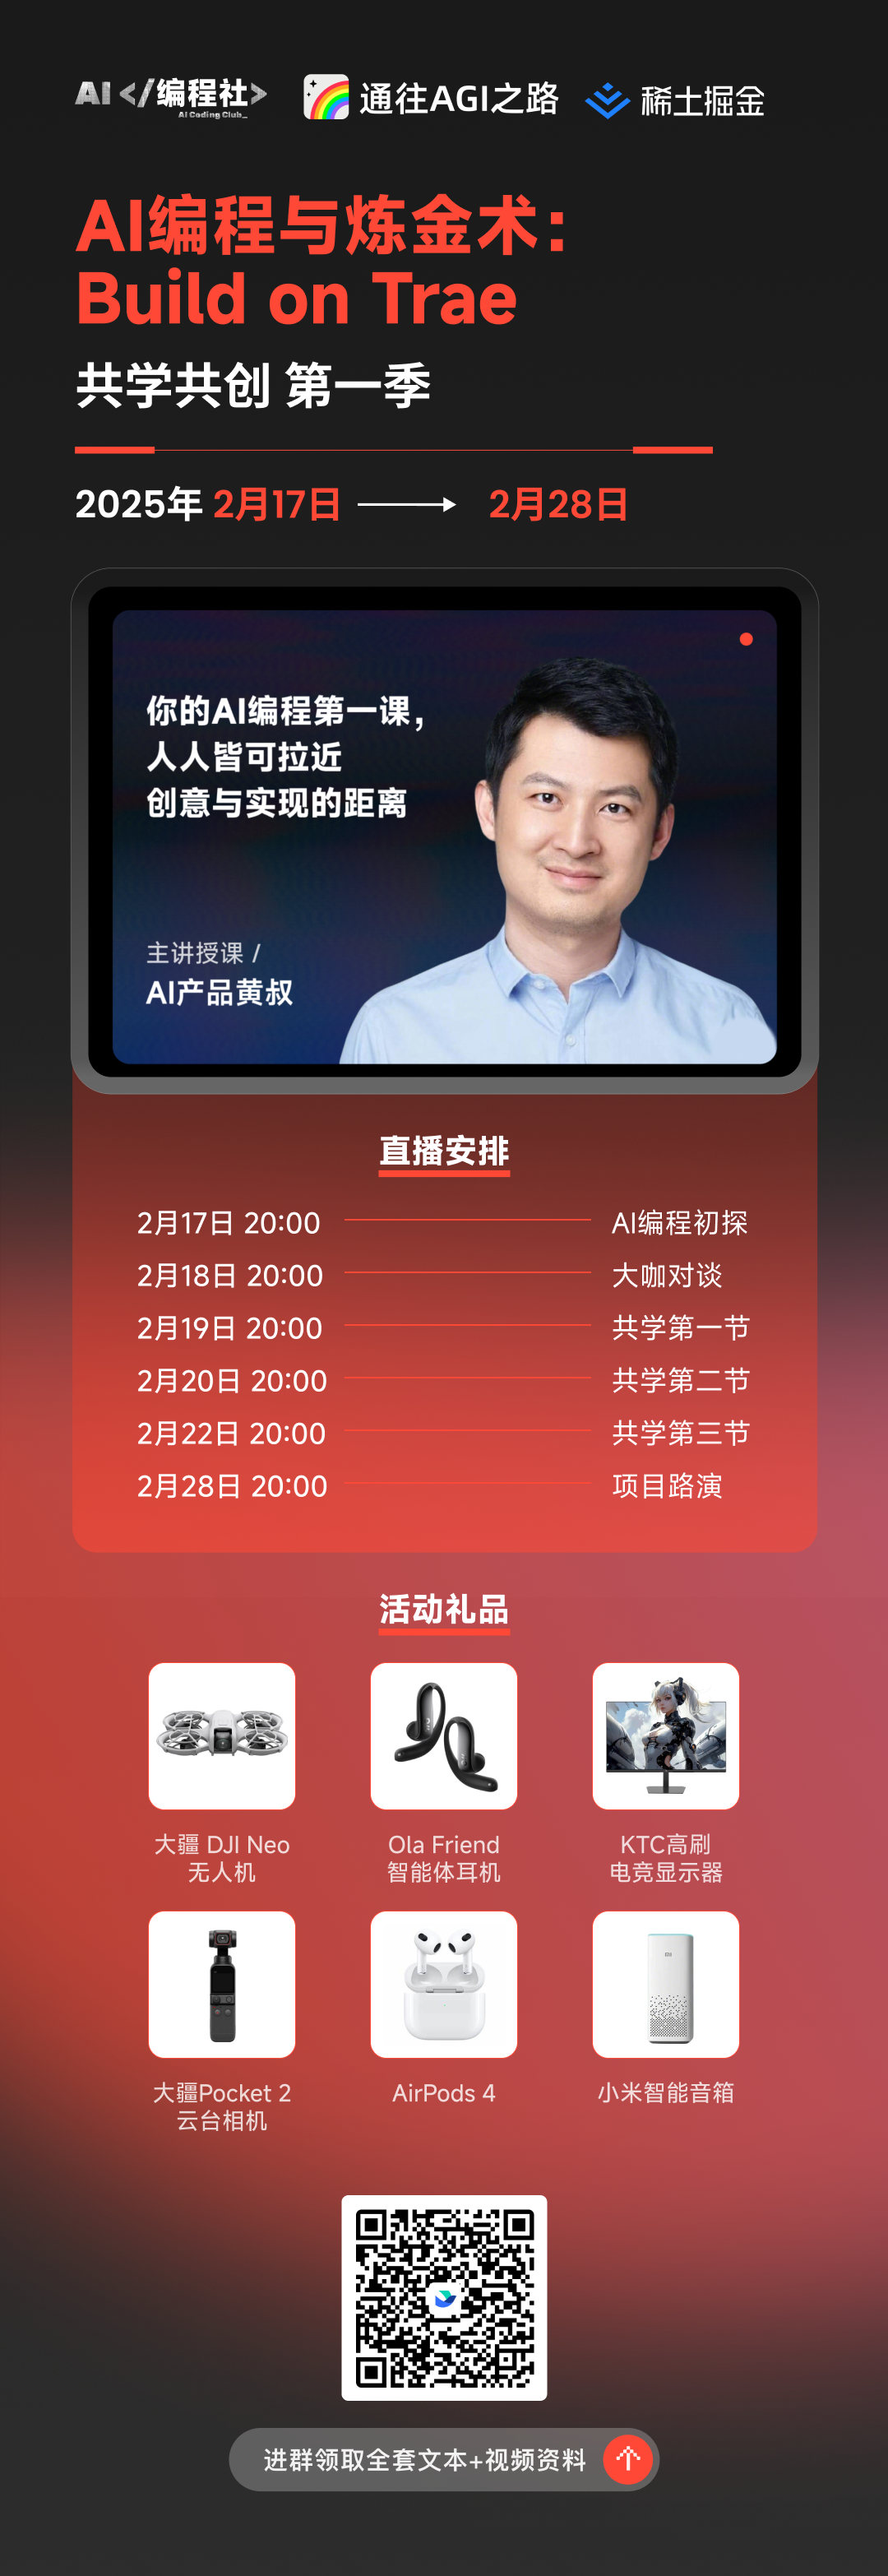 AI </编程社>
AI Coding Club_
通往AGI之路
稀土掘金
AI编程与炼金术:
Build on Trae
共学共创 第一季
2025年 2月17日 2月28日
你的AI编程第一课,
人人皆可拉近
创意与实现的距离
主讲授课 /
AI产品黄叔
直播安排
2月17日 20:00 AI编程初探
2月18日 20:00 大咖对谈
2月19日 20:00 共学第一节
2月20日 20:00 共学第二节
2月22日 20:00 共学第三节
2月28日 20:00 项目路演
活动礼品
大疆 DJI Neo
无人机
Ola Friend
智能体耳机
KTC高刷
电竞显示器
大疆Pocket 2
云台相机
AirPods 4
小米智能音箱
进群领取全套文本+视频资料